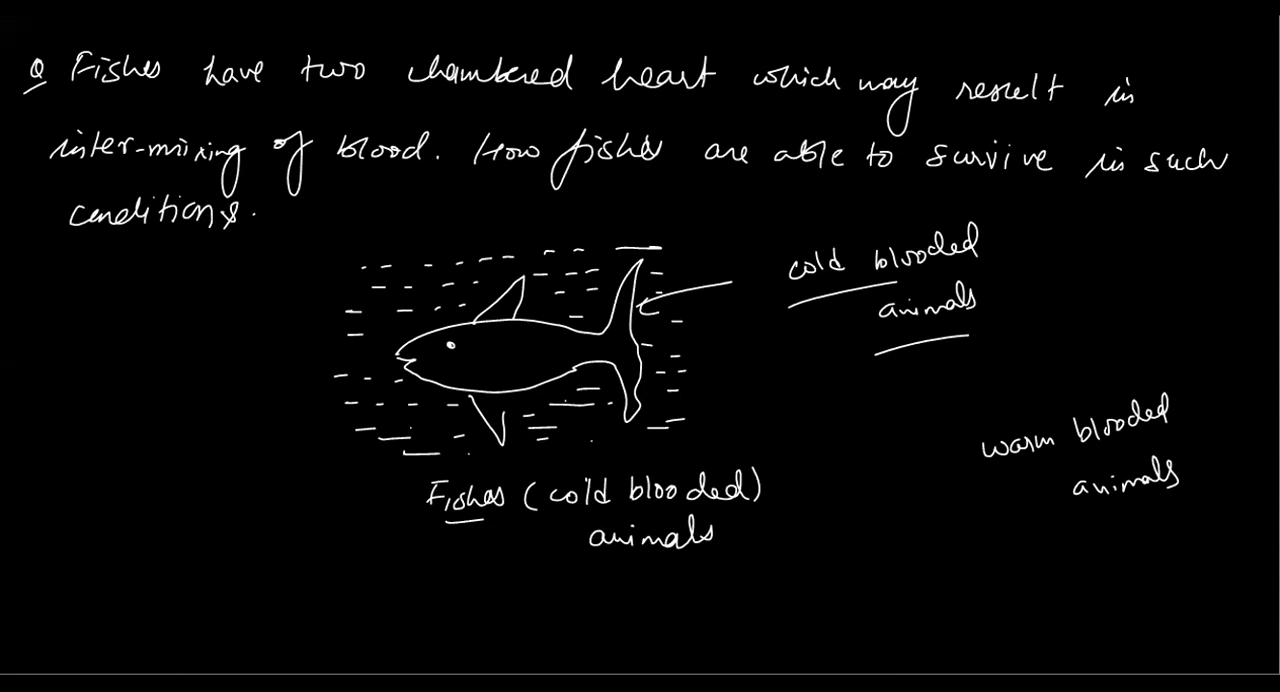 Q Fishes have two chambered heart which may result in
inter-mixing of blood. How fishes are able to survive in such
conditions.
cold blooded
animals
warm blooded
animals
Fishes (cold blooded)
animals